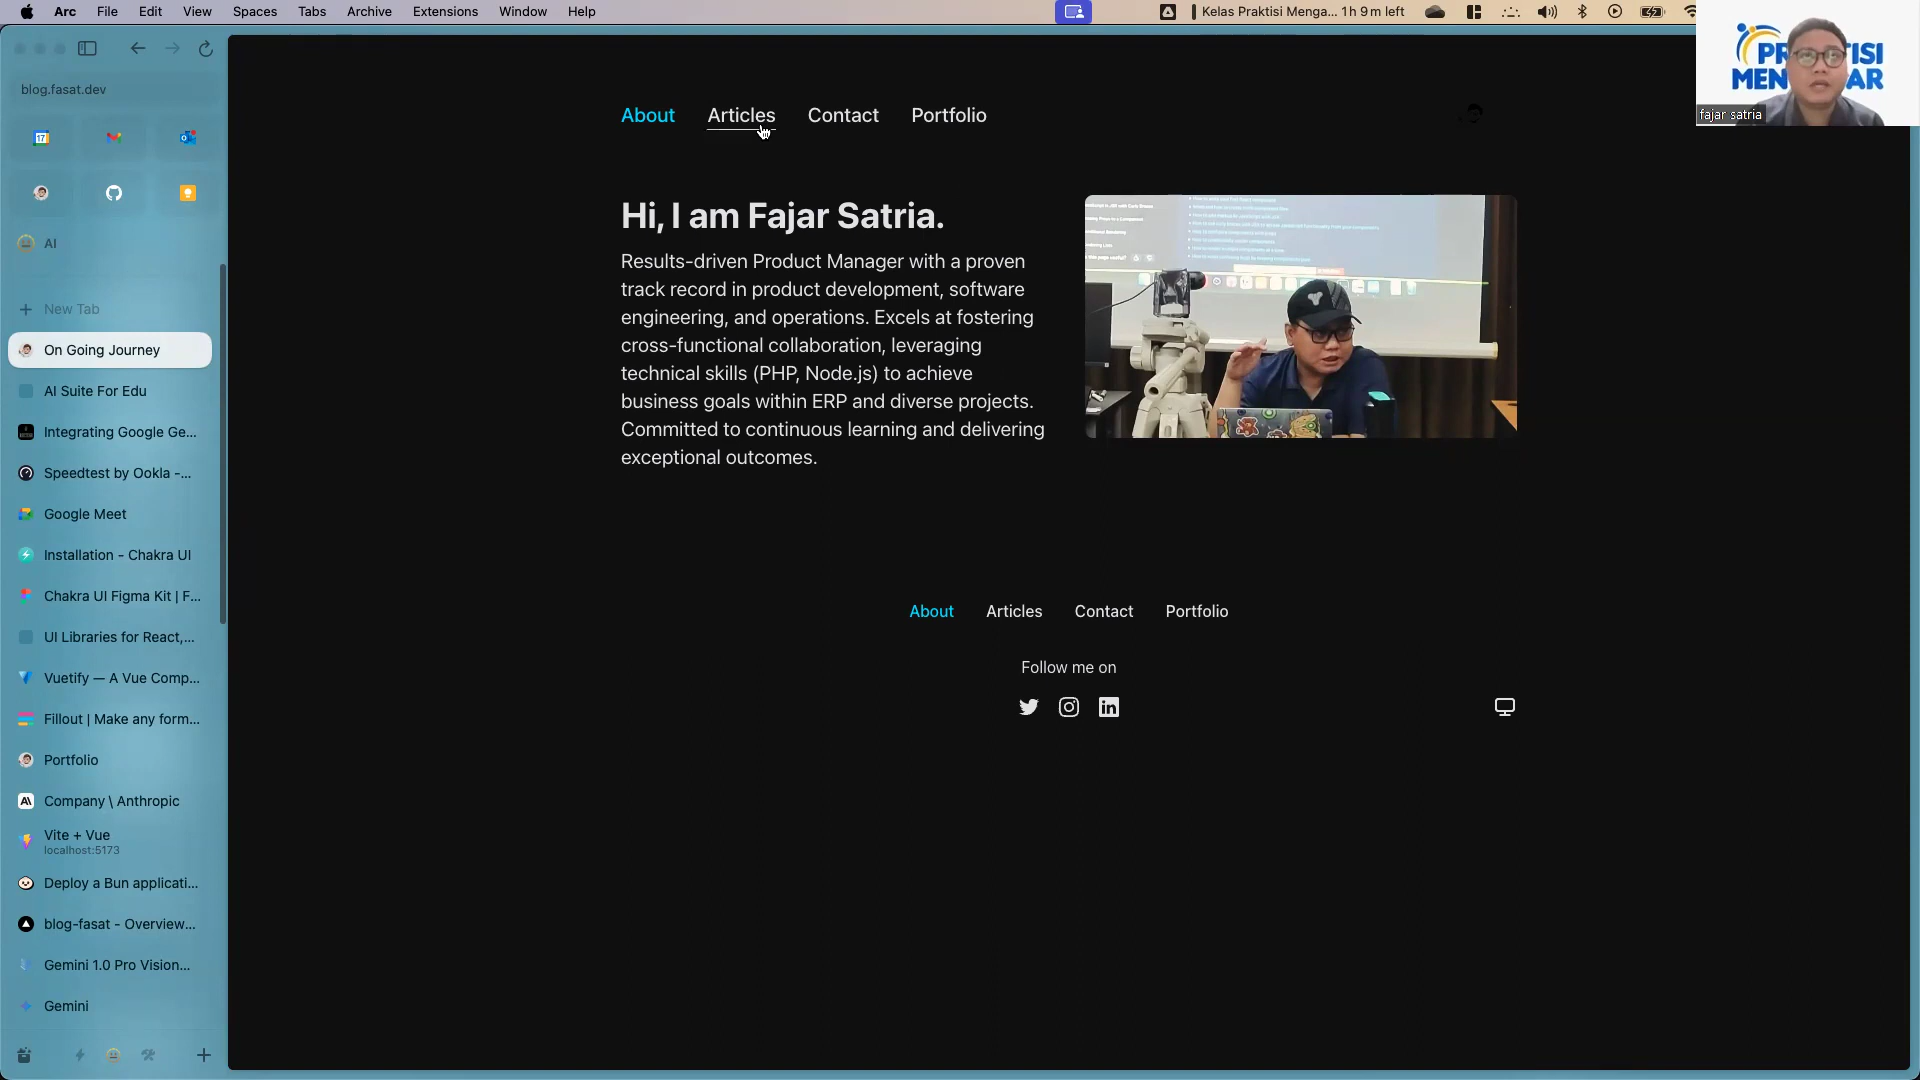 Arc File Edit View Spaces Tabs Archive Extensions Window Help
Kelas Praktisi Menga... 1 h 9 m left
blog.fasat.dev
17
AI
New Tab
On Going Journey
AI Suite For Edu
Integrating Google Ge...
Speedtest by Ookla -...
Google Meet
Installation - Chakra UI
Chakra UI Figma Kit | F...
UI Libraries for React,...
Vuetify — A Vue Comp...
Fillout | Make any form...
Portfolio
Company \ Anthropic
Vite + Vue
localhost:5173
Deploy a Bun applicati...
blog-fasat - Overview...
Gemini 1.0 Pro Vision...
Gemini
About Articles Contact Portfolio
Hi, I am Fajar Satria.
Results-driven Product Manager with a proven
track record in product development, software
engineering, and operations. Excels at fostering
cross-functional collaboration, leveraging
technical skills (PHP, Node.js) to achieve
business goals within ERP and diverse projects.
Committed to continuous learning and delivering
exceptional outcomes.
About Articles Contact Portfolio
Follow me on
fajar satria